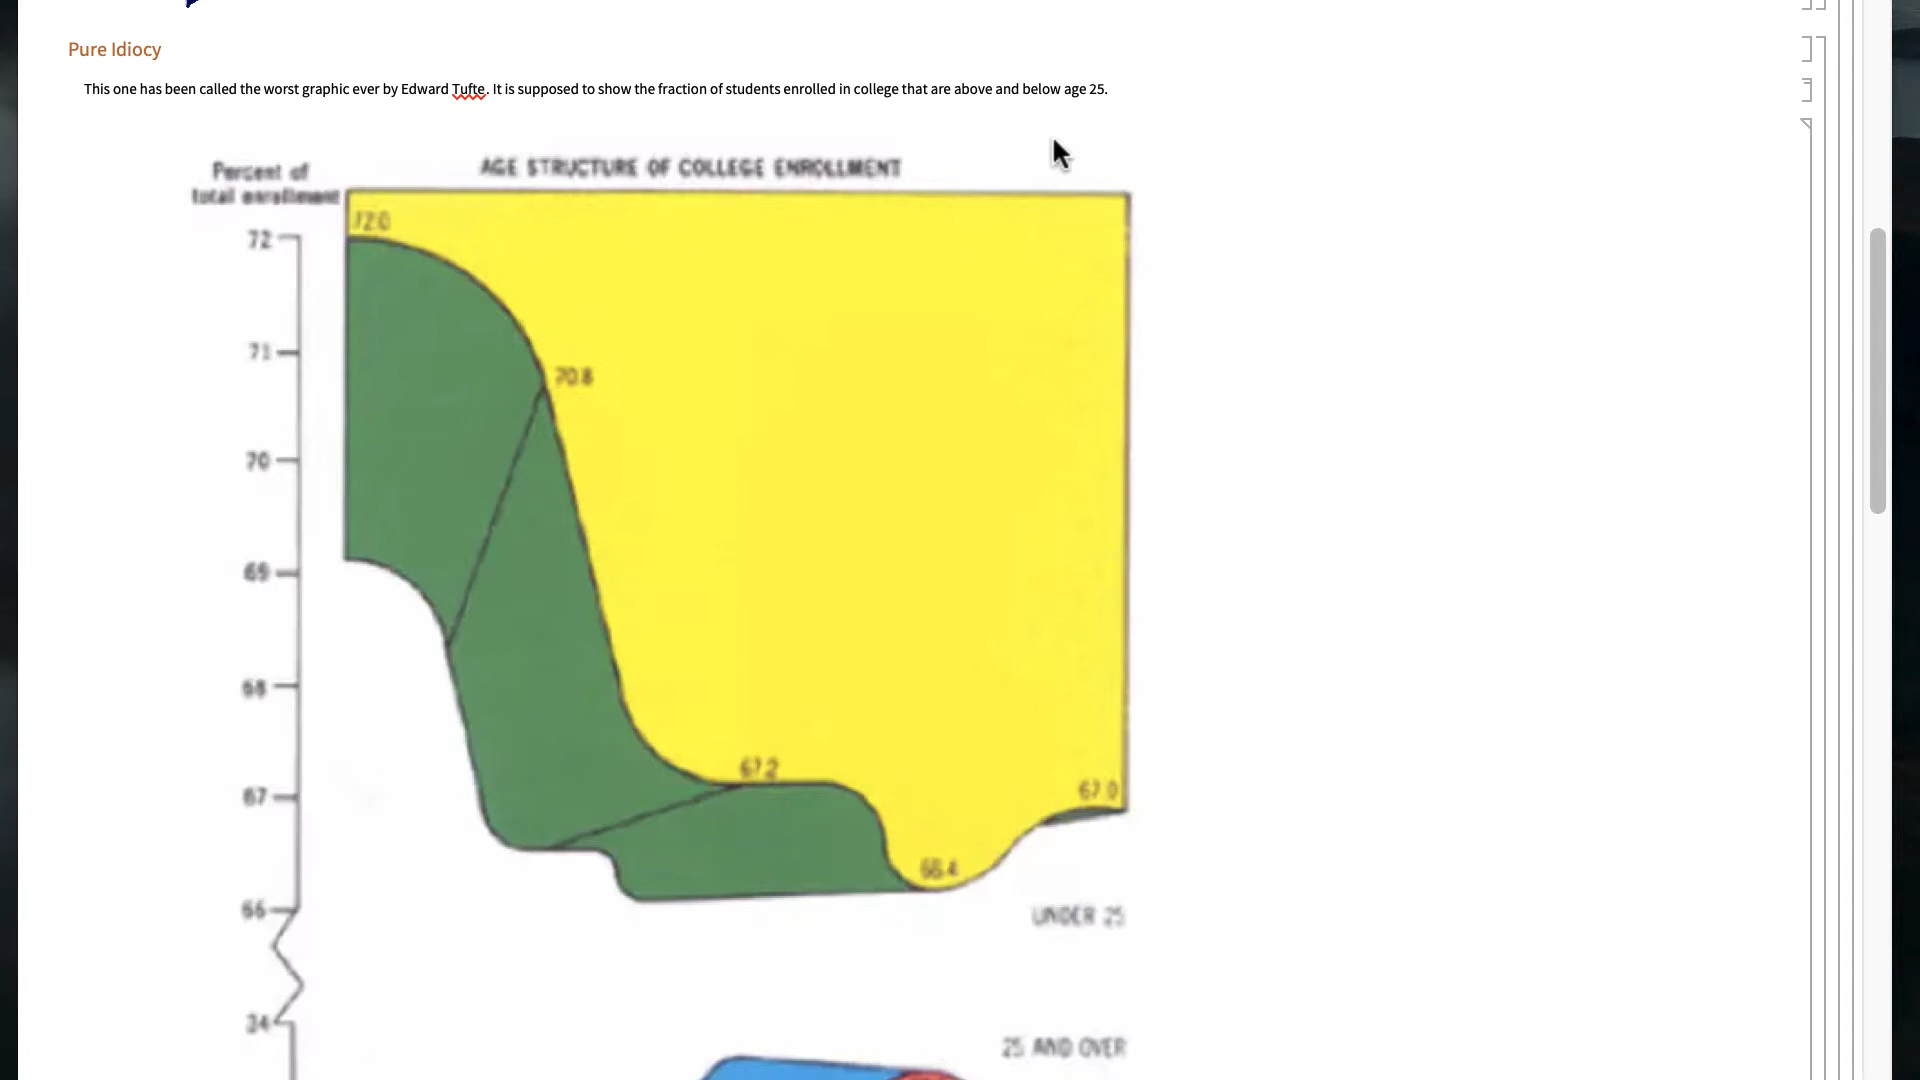 Pure Idiocy
This one has been called the worst graphic ever by Edward Tufte. It is supposed to show the fraction of students enrolled in college that are above and below age 25.
AGE STRUCTURE OF COLLEGE ENROLLMENT
Percent of
total enrollment
72.0
72
71
70.8
70
69
68
67.2
67
67.0
66.4
66
UNDER 25
34
25 AND OVER